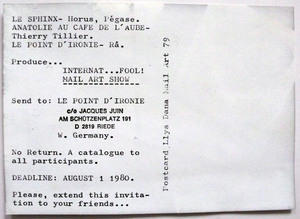 LE SPHINX- Horus, Pégase.
ANATOLIE AU CAFE DE L'AUBE-
Thierry Tillier.
LE POINT D'IRONIE- RÂ.
Produce...
INTERNAT...FOOL!
MAIL ART SHOW
Send to: LE POINT D'IRONIE
c/o JACQUES JUIN
AM SCHÜTZENPLATZ 191
D 2819 RIEDE
W. Germany.
No Return. A catalogue to
all participants.
DEADLINE: AUGUST 1 1980.
Please, extend this invita-
tion to your friends...
Postcard Llys Dana Mail Art 79